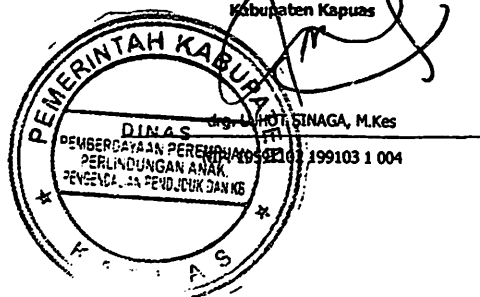 Kabupaten Kapuas
PEMERINTAH KABUPATEN
DINAS
PEMBERDAYAAN PEREMPUAN
PERLINDUNGAN ANAK,
PENGENDALIAN PENDUDUK DAN KB
drg. L. HOT SINAGA, M.Kes
199103 1 004